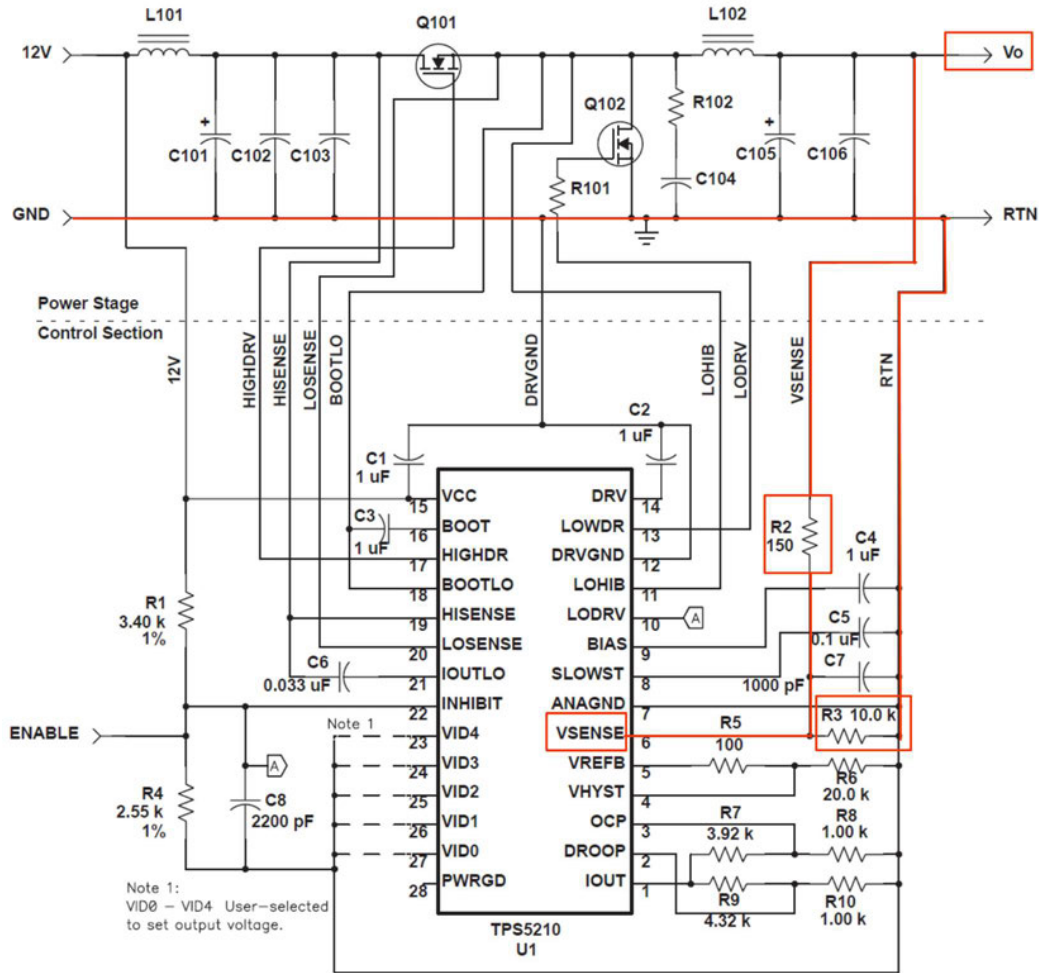 L101
Q101
L102
12V
Vo
R102
Q102
+
C101
C102
C103
R101
C104
+
C105
C106
GND
RTN
Power Stage
Control Section
12V
HIGHDRV
HISENSE
LOSENSE
BOOTLO
DRVGND
LOHIB
LODRV
VSENSE
RTN
C1
1 uF
C2
1 uF
C3
1 uF
R2
150
C4
1 uF
C5
0.1 uF
C7
1000 pF
R1
3.40 k
1%
C6
0.033 uF
VCC
15
BOOT
16
HIGHDR
17
BOOTLO
18
HISENSE
19
LOSENSE
20
IOUTLO
21
INHIBIT
22
VID4
23
VID3
24
VID2
25
VID1
26
VID0
27
PWRGD
28
DRV
14
LOWDR
13
DRVGND
12
LOHIB
11
LODRV
10
A
BIAS
9
SLOWST
8
ANAGND
7
VSENSE
6
VREFB
5
VHYST
4
OCP
3
DROOP
2
IOUT
1
R3 10.0 k
R5
100
R6
20.0 k
R7
3.92 k
R8
1.00 k
R9
4.32 k
R10
1.00 k
ENABLE
Note 1
A
R4
2.55 k
1%
C8
2200 pF
Note 1:
VID0 – VID4 User–selected
to set output voltage.
TPS5210
U1